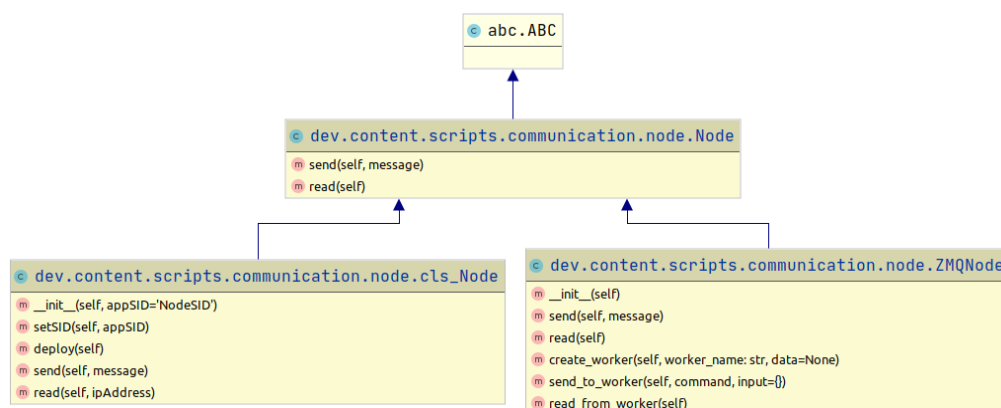 abc.ABC
dev.content.scripts.communication.node.Node
send(self, message)
read(self)
dev.content.scripts.communication.node.cls_Node
__init__(self, appSID='NodeSID')
setSID(self, appSID)
deploy(self)
send(self, message)
read(self, ipAddress)
dev.content.scripts.communication.node.ZMQNode
__init__(self)
send(self, message)
read(self)
create_worker(self, worker_name: str, data=None)
send_to_worker(self, command, input={})
read_from_worker(self)